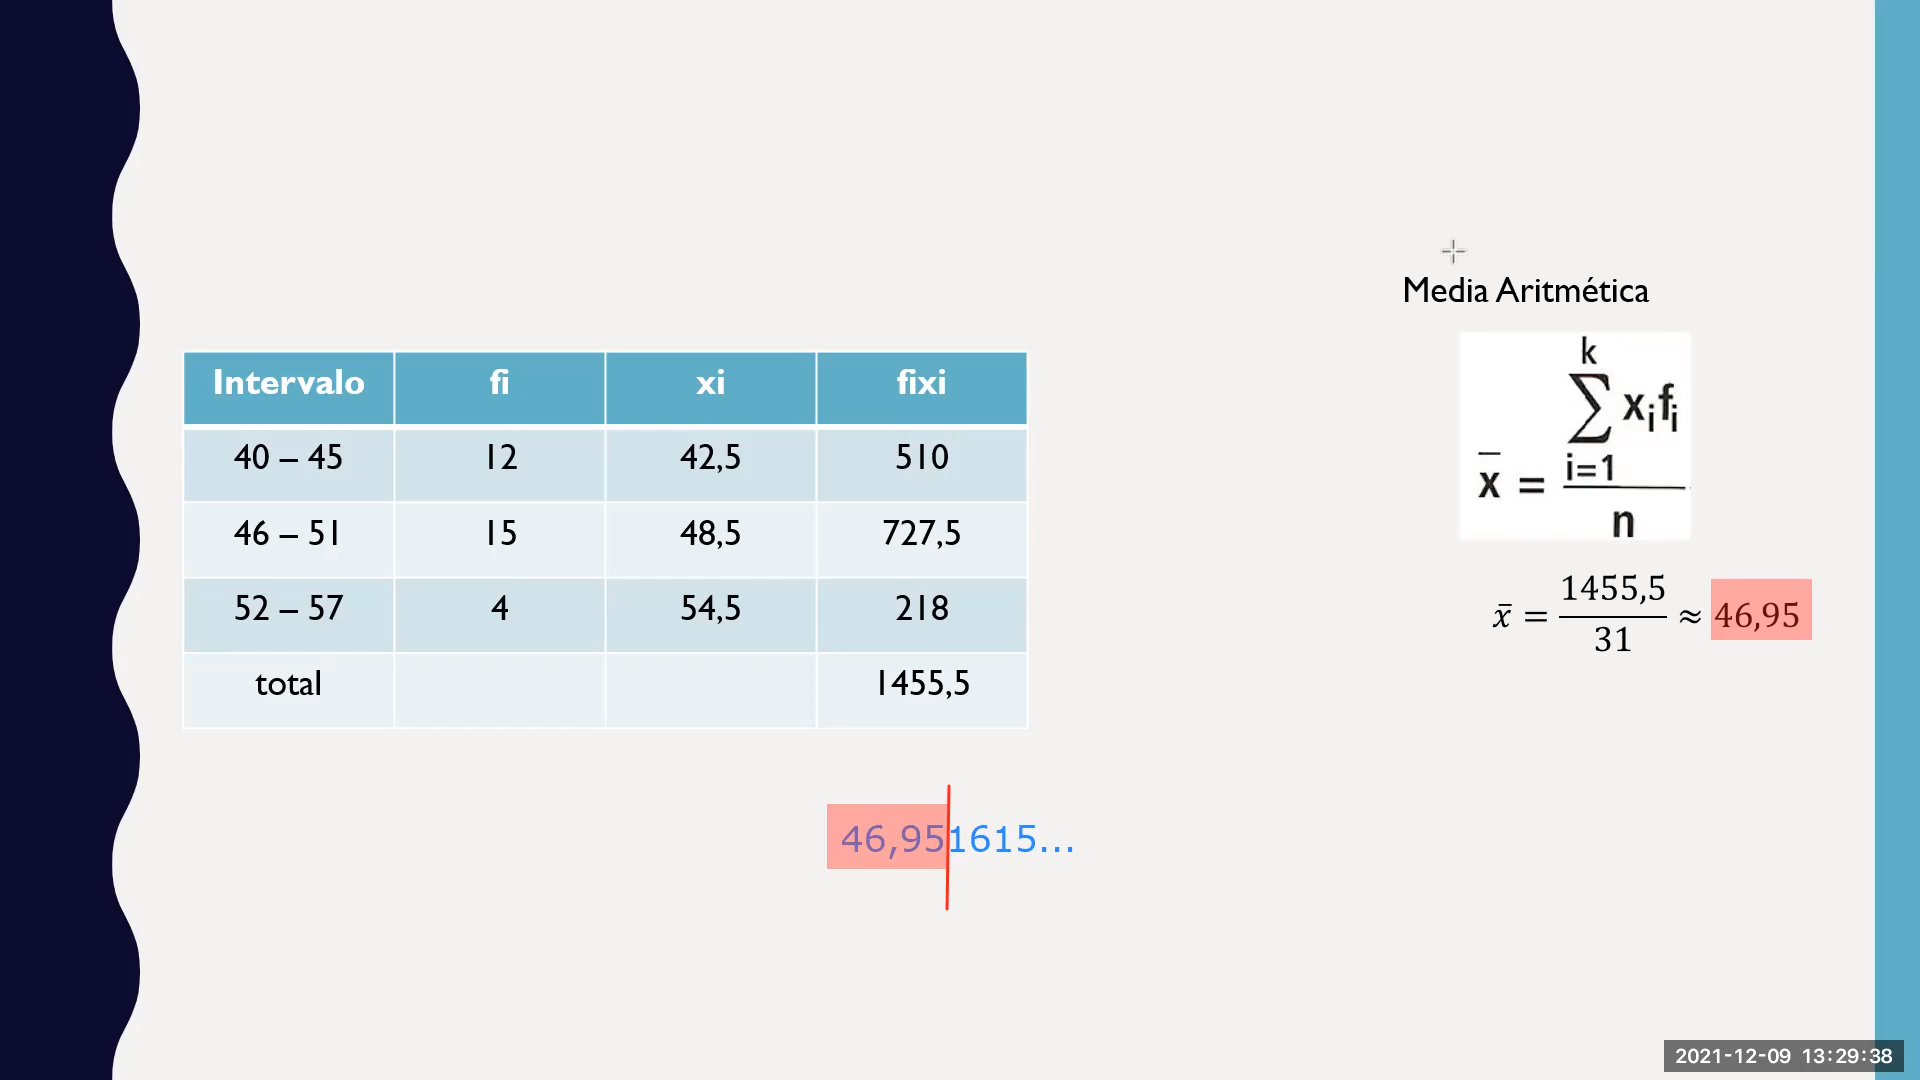 Media Aritmética
Intervalo fi xi fixi
40 – 45 12 42,5 510
46 – 51 15 48,5 727,5
52 – 57 4 54,5 218
total 1455,5
k
∑ xᵢfᵢ
i=1
x̄ =
n
x̄ = 1455,5/31 ≈ 46,95
46,951615...
2021-12-09 13:29:38